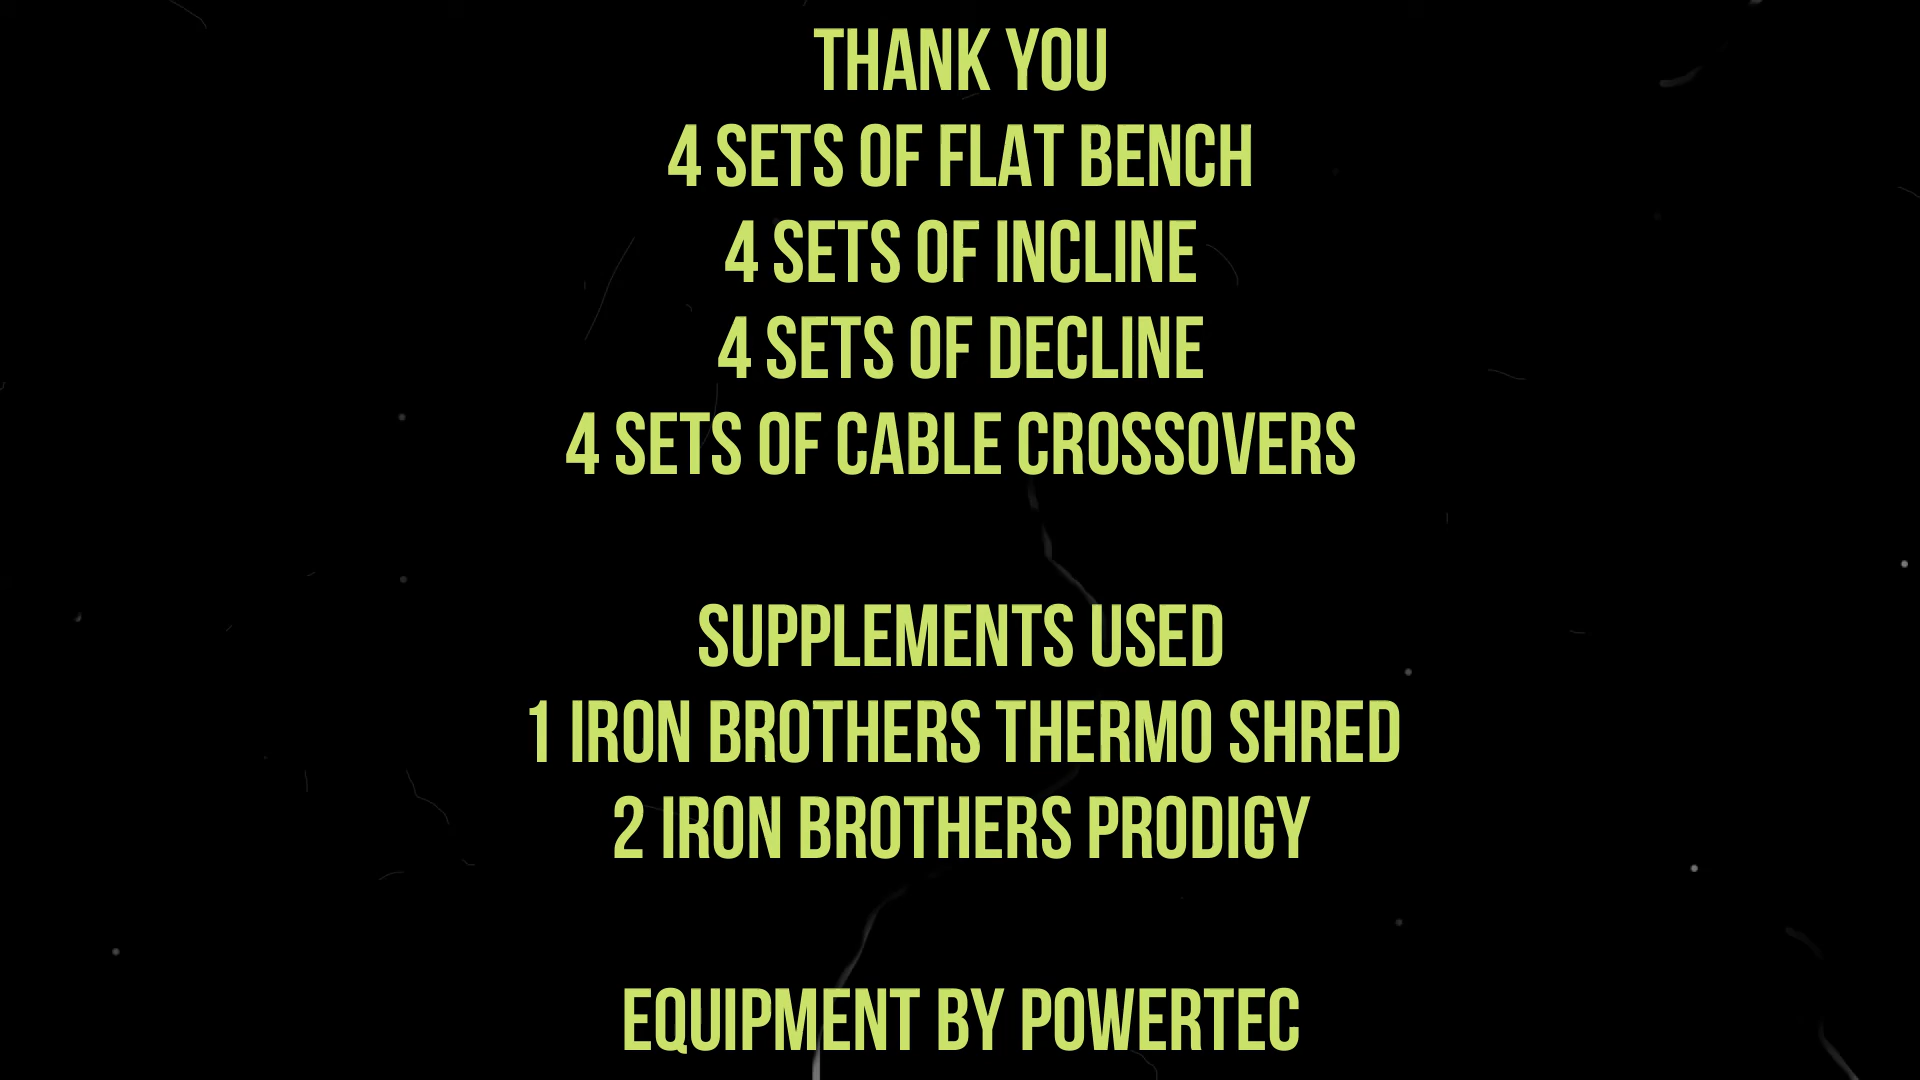 THANK YOU
4 SETS OF FLAT BENCH
4 SETS OF INCLINE
4 SETS OF DECLINE
4 SETS OF CABLE CROSSOVERS
SUPPLEMENTS USED
1 IRON BROTHERS THERMO SHRED
2 IRON BROTHERS PRODIGY
EQUIPMENT BY POWERTEC